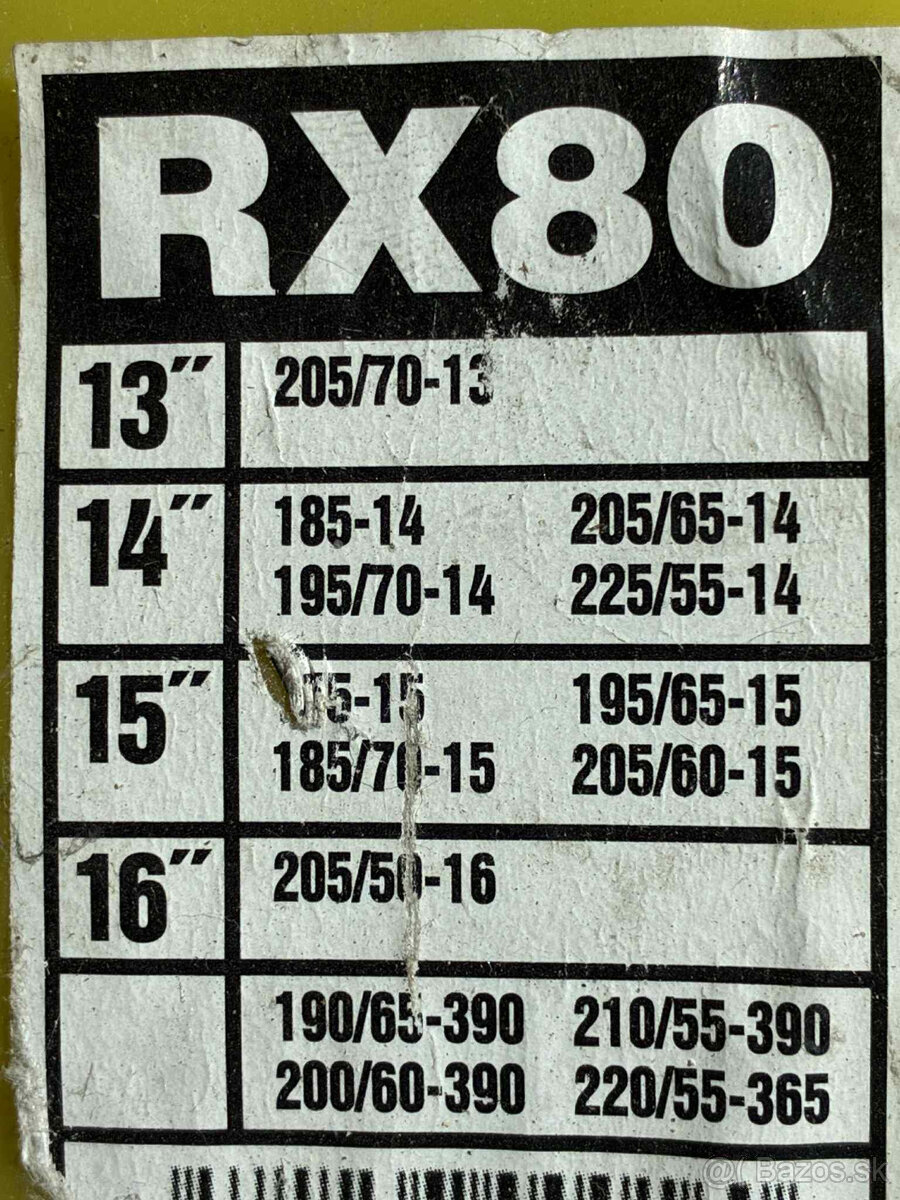 RX80
13″ 205/70-13
14″ 185-14 205/65-14
195/70-14 225/55-14
15″ 195/65-15
185/70-15 205/60-15
16″ 205/50-16
190/65-390 210/55-390
200/60-390 220/55-365
@( Bazos.sk